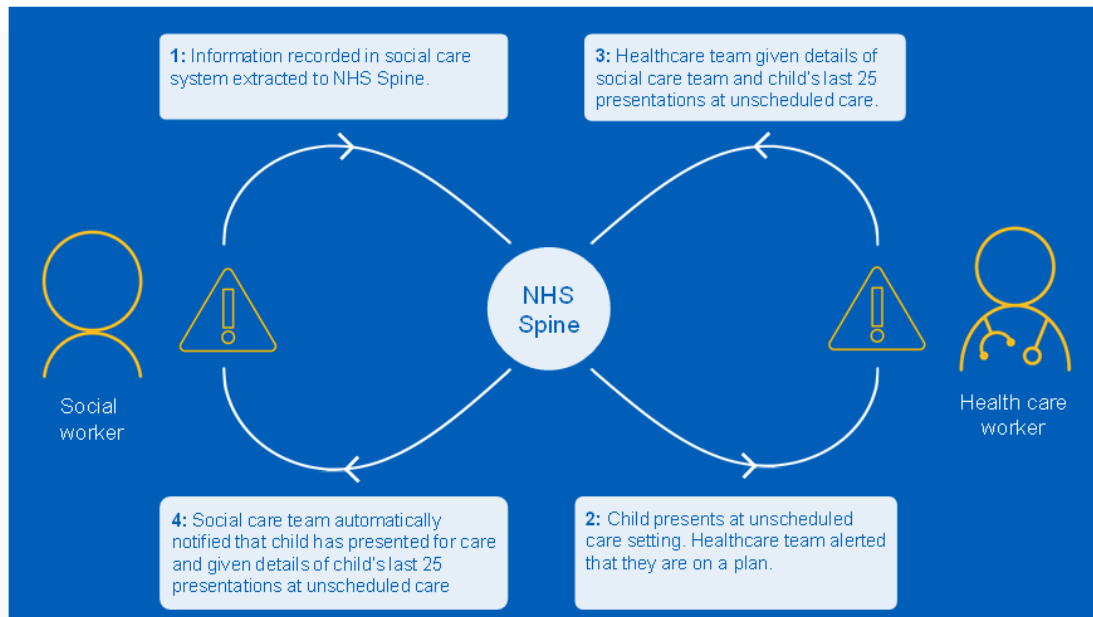 1: Information recorded in social care
system extracted to NHS Spine.
3: Healthcare team given details of
social care team and child's last 25
presentations at unscheduled care.
NHS
Spine
Social
worker
Health care
worker
4: Social care team automatically
notified that child has presented for care
and given details of child's last 25
presentations at unscheduled care
2: Child presents at unscheduled
care setting. Healthcare team alerted
that they are on a plan.